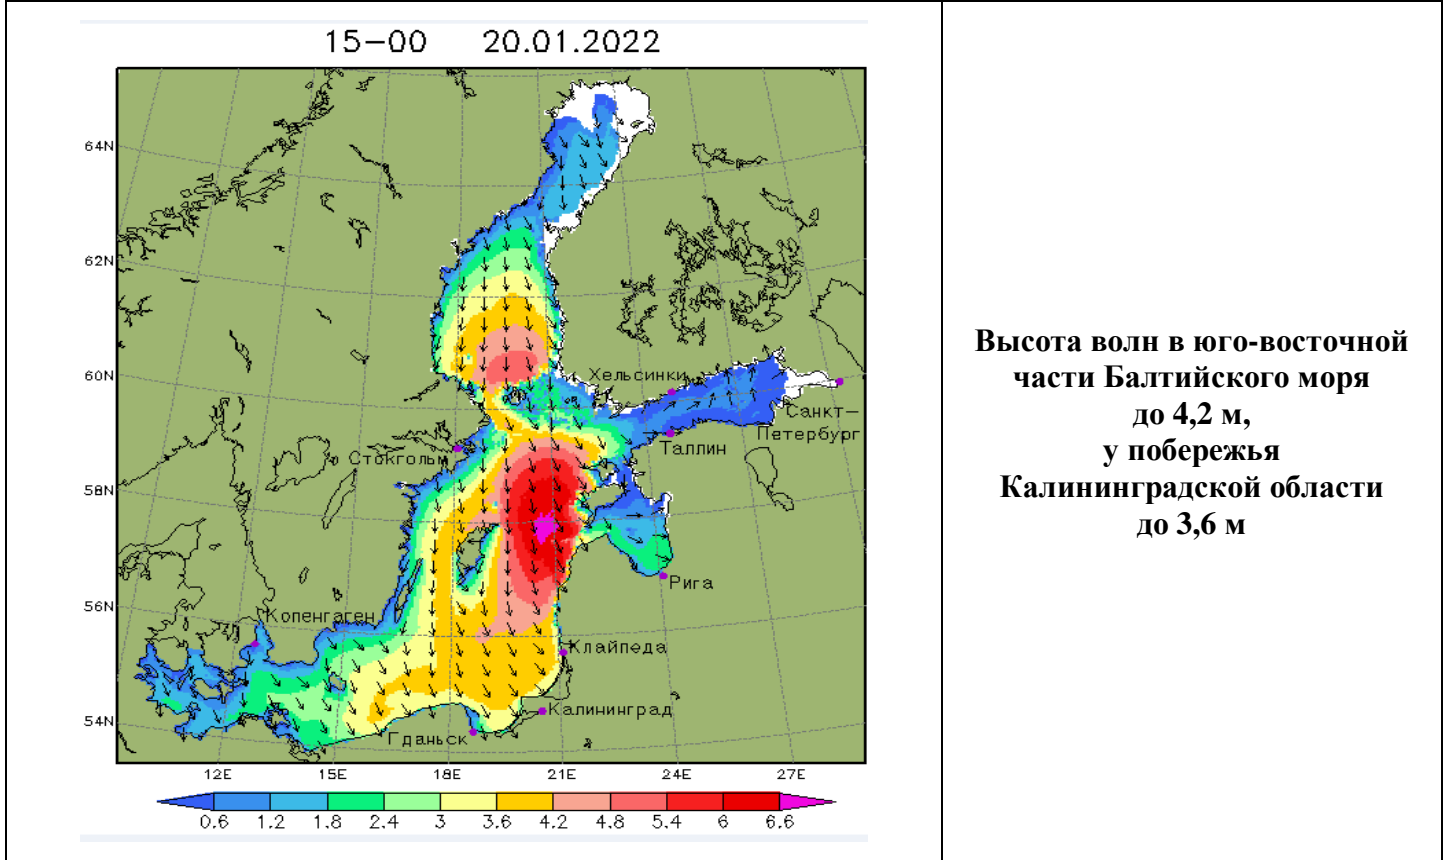 15-00 20.01.2022
64N
62N
60N
58N
56N
54N
Хельсинки
Санкт-
Петербург
Таллин
Стокгольм
Рига
Копенгаген
Клайпеда
Калининград
Гданьск
12E 15E 18E 21E 24E 27E
0.6 1.2 1.8 2.4 3 3.6 4.2 4.8 5.4 6 6.6
Высота волн в юго-восточной
части Балтийского моря
до 4,2 м,
у побережья
Калининградской области
до 3,6 м